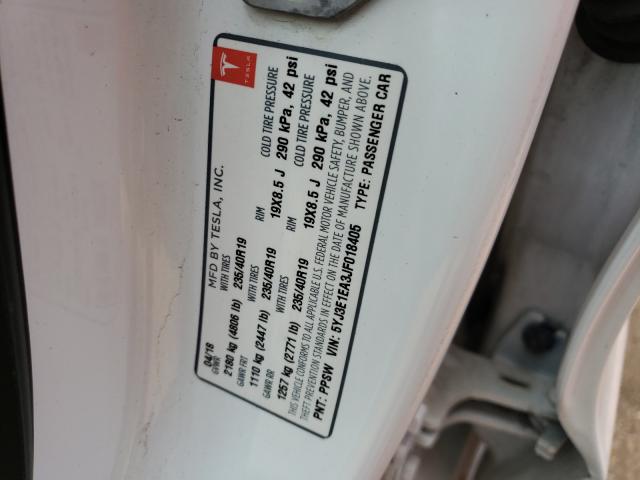 TESLA
MFD BY TESLA, INC.
04/18
GVWR WITH TIRES RIM COLD TIRE PRESSURE
2180 kg (4806 lb) 235/40R19 19X8.5 J 290 kPa, 42 psi
GAWR FRT WITH TIRES RIM COLD TIRE PRESSURE
1110 kg (2447 lb) 235/40R19 19X8.5 J 290 kPa, 42 psi
GAWR RR
1257 kg (2771 lb) 235/40R19
THIS VEHICLE CONFORMS TO ALL APPLICABLE U.S. FEDERAL MOTOR VEHICLE SAFETY, BUMPER, AND
THEFT PREVENTION STANDARDS IN EFFECT ON THE DATE OF MANUFACTURE SHOWN ABOVE.
PNT: PPSW VIN: 5YJ3E1EA3JF018405 TYPE: PASSENGER CAR